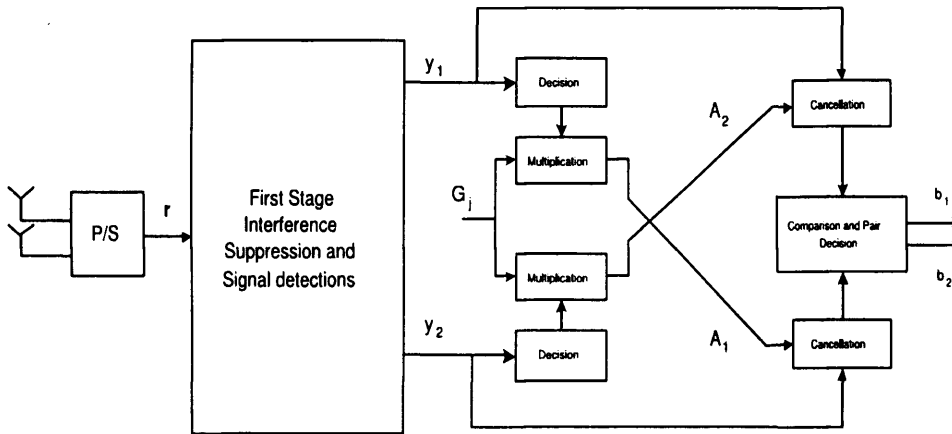 y1
Decision
Cancellation
A2
Multiplication
Gj
First Stage
Interference
Suppression and
Signal detections
r
P/S
b1
Comparison and Pair
Decision
b2
Multiplication
y2
Decision
A1
Cancellation